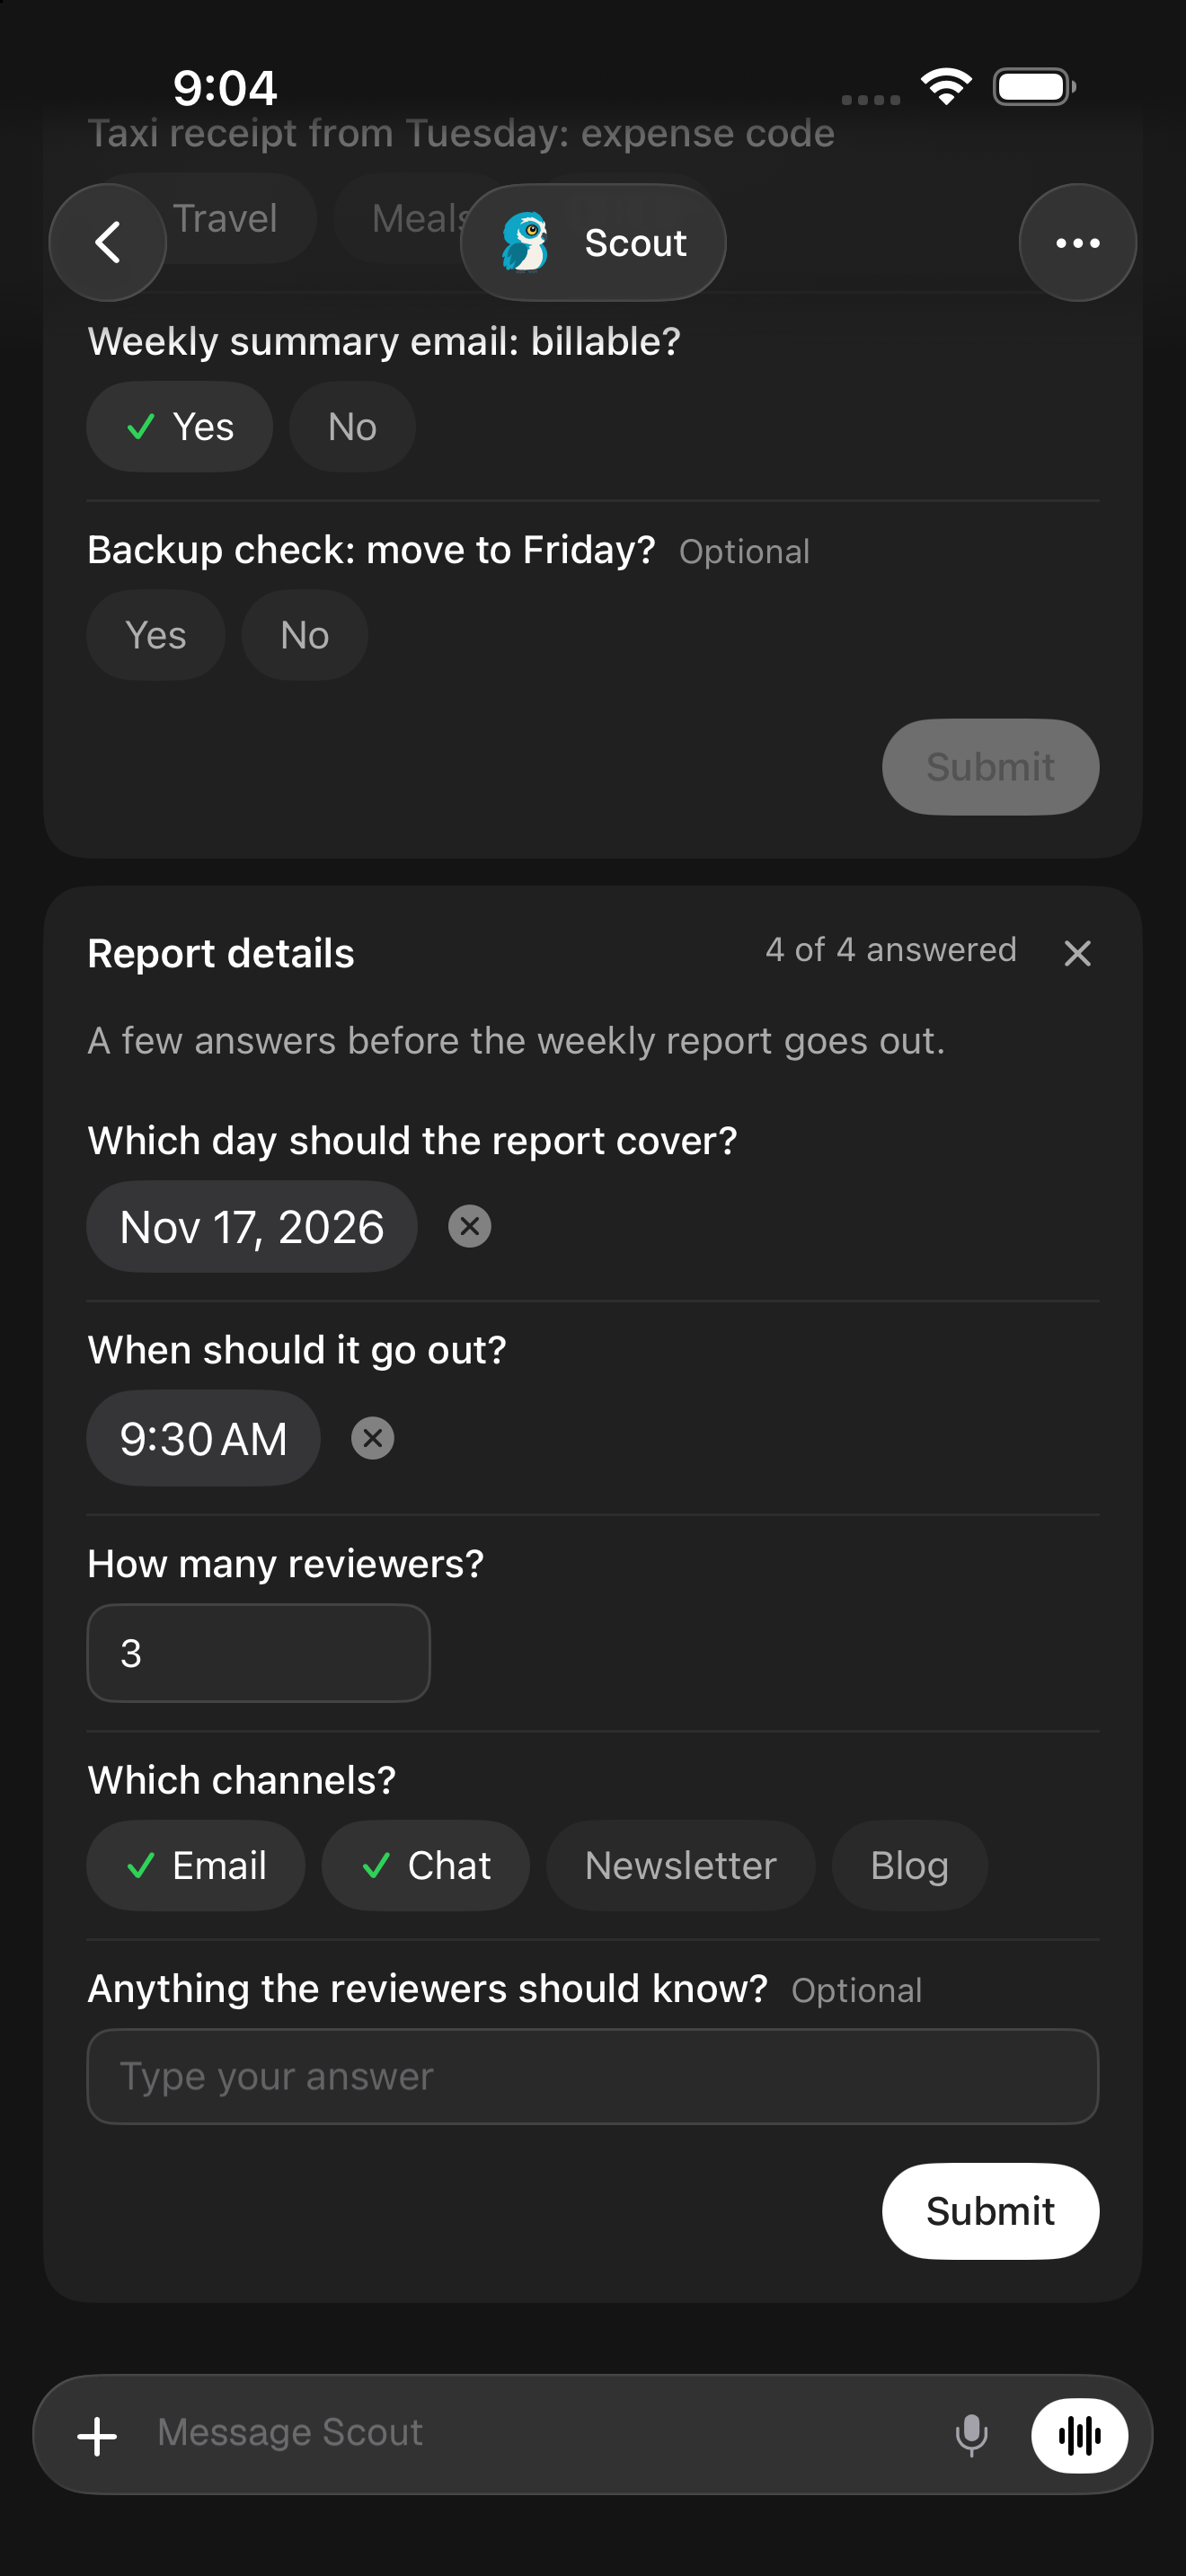 9:04
Taxi receipt from Tuesday: expense code
Travel
Meals
Scout
Weekly summary email: billable?
Yes
No
Backup check: move to Friday? Optional
Yes
No
Submit
Report details
4 of 4 answered
A few answers before the weekly report goes out.
Which day should the report cover?
Nov 17, 2026
When should it go out?
9:30 AM
How many reviewers?
3
Which channels?
Email
Chat
Newsletter
Blog
Anything the reviewers should know? Optional
Type your answer
Submit
Message Scout